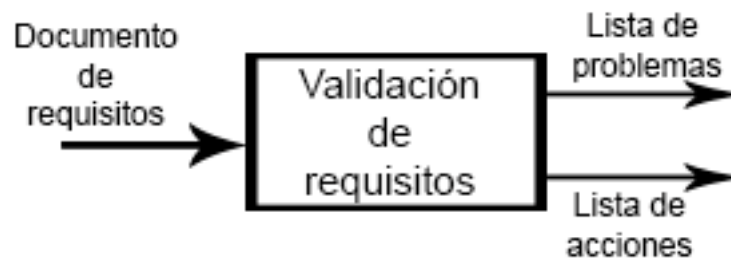 Documento
de
requisitos
Validación
de
requisitos
Lista de
problemas
Lista de
acciones